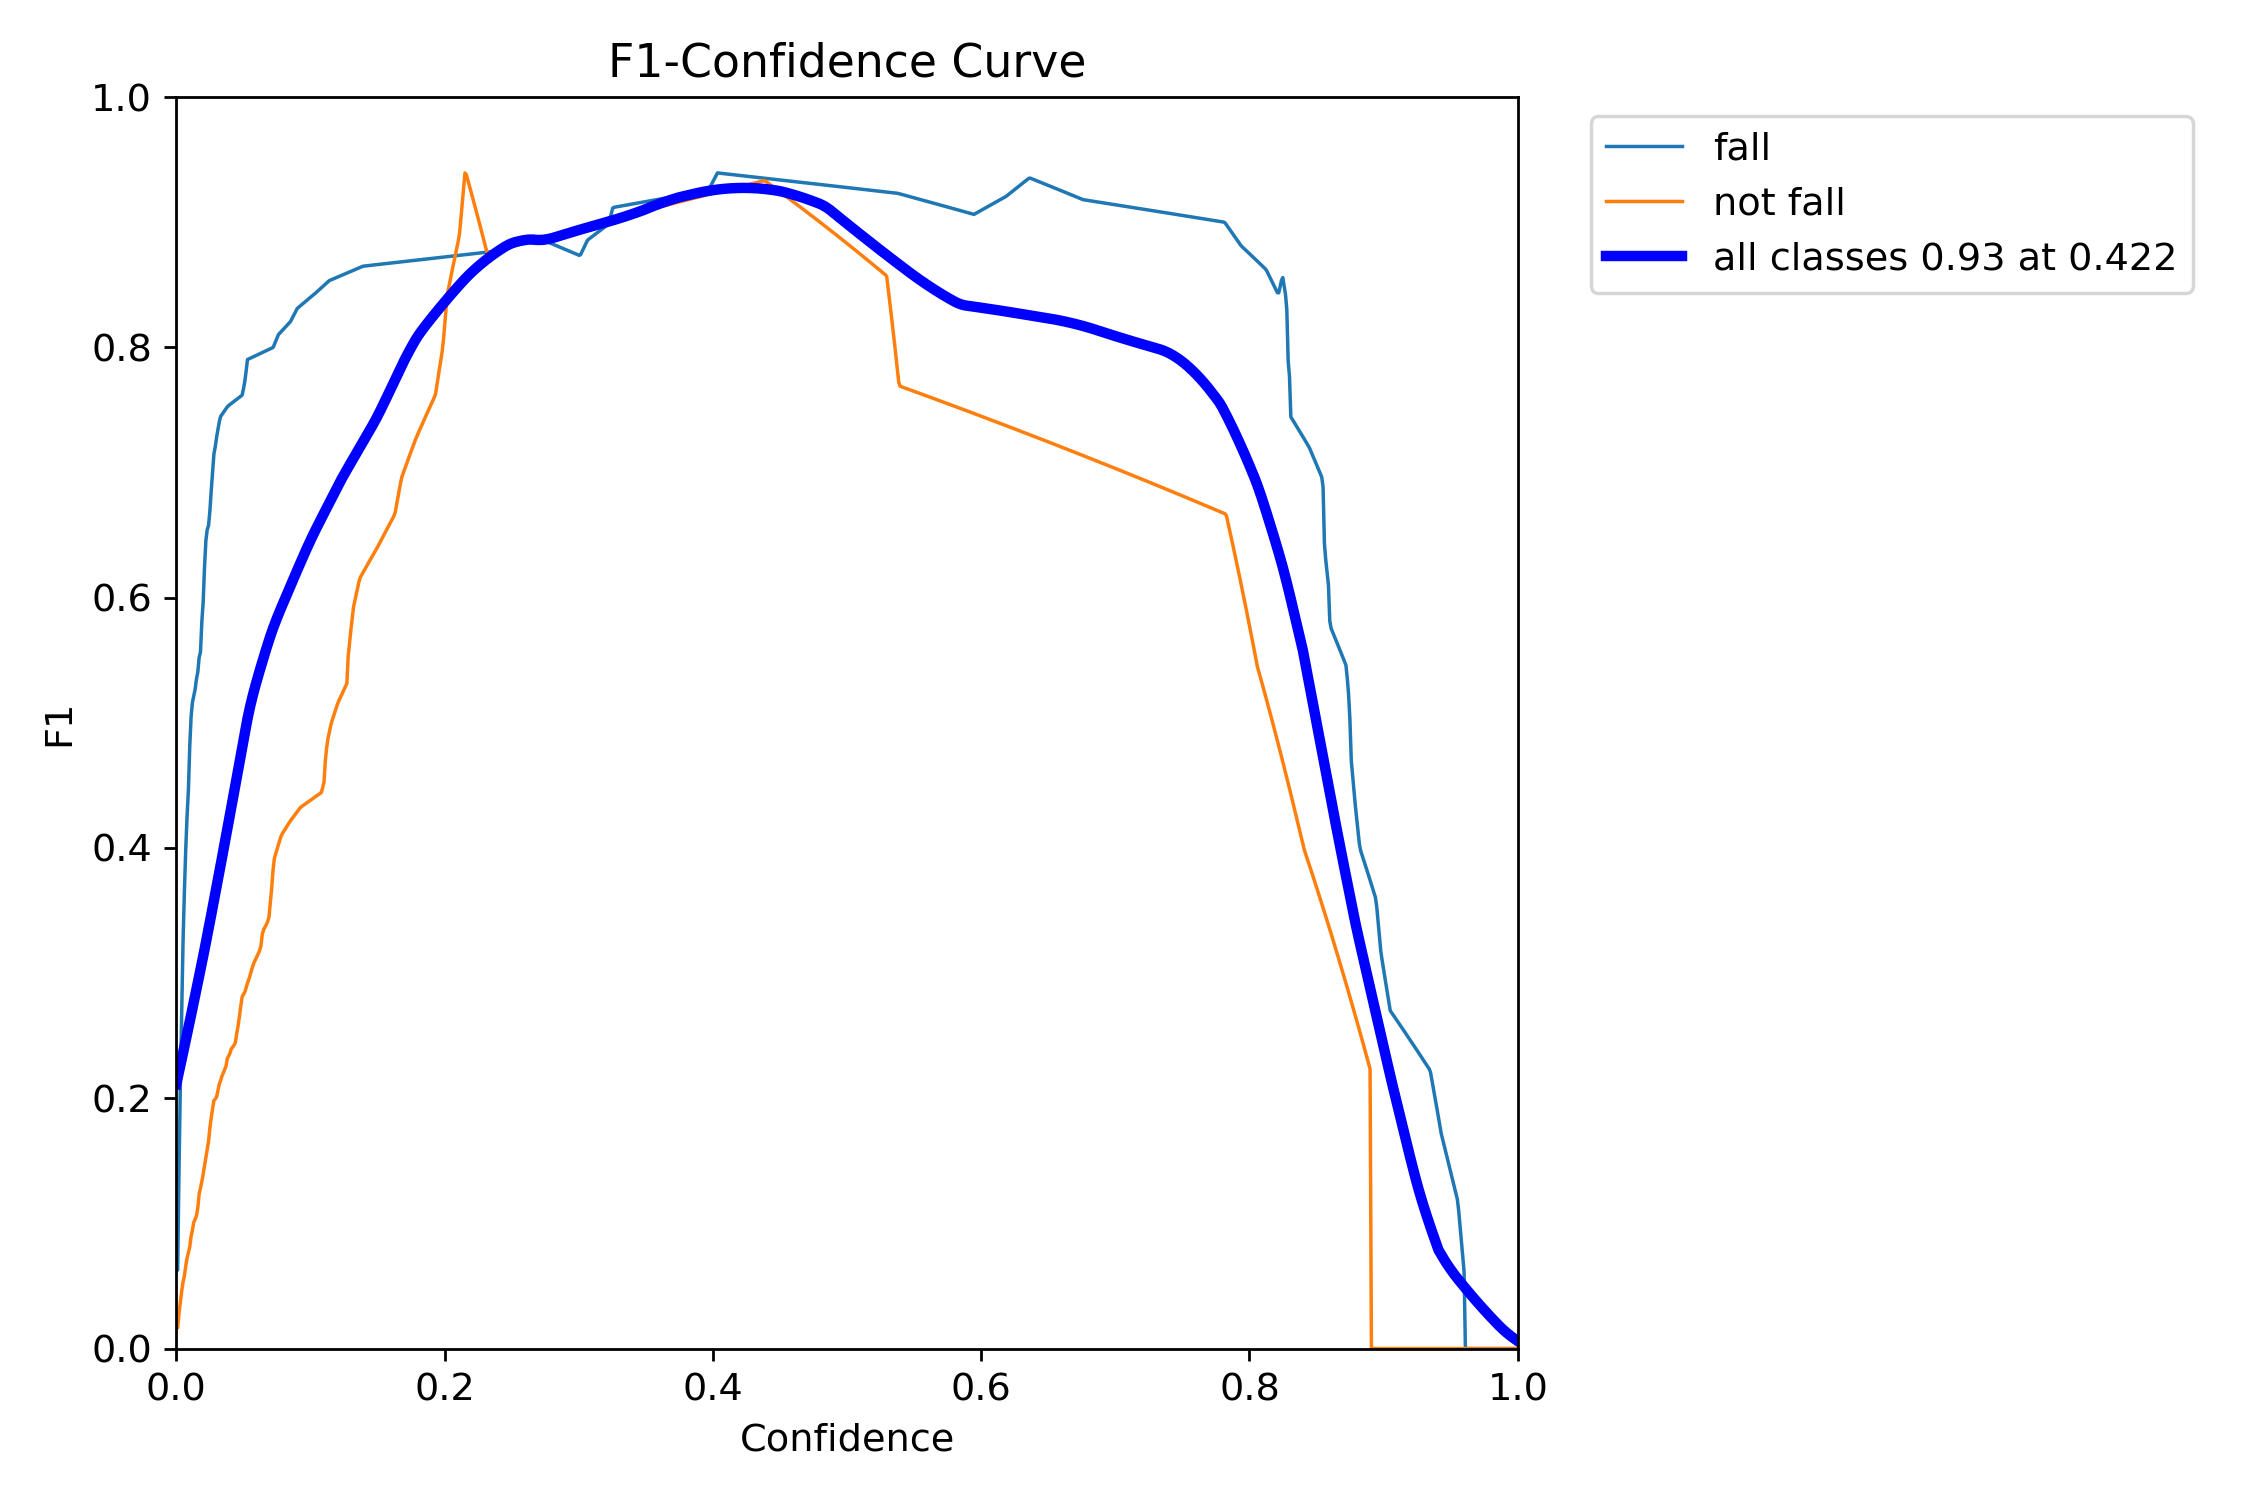 F1-Confidence Curve
1.0
0.8
0.6
0.4
0.2
0.0
F1
0.0 0.2 0.4 0.6 0.8 1.0
Confidence
fall
not fall
all classes 0.93 at 0.422